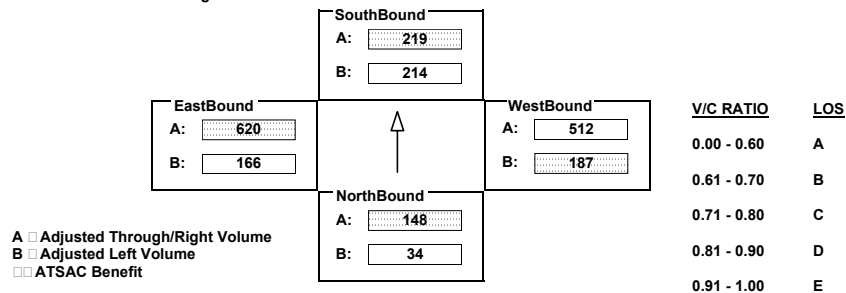 SouthBound
A: 219
B: 214
EastBound
A: 620
B: 166
WestBound
A: 512
B: 187
NorthBound
A: 148
B: 34
A □ Adjusted Through/Right Volume
B □ Adjusted Left Volume
□□ ATSAC Benefit
V/C RATIO LOS
0.00 - 0.60 A
0.61 - 0.70 B
0.71 - 0.80 C
0.81 - 0.90 D
0.91 - 1.00 E